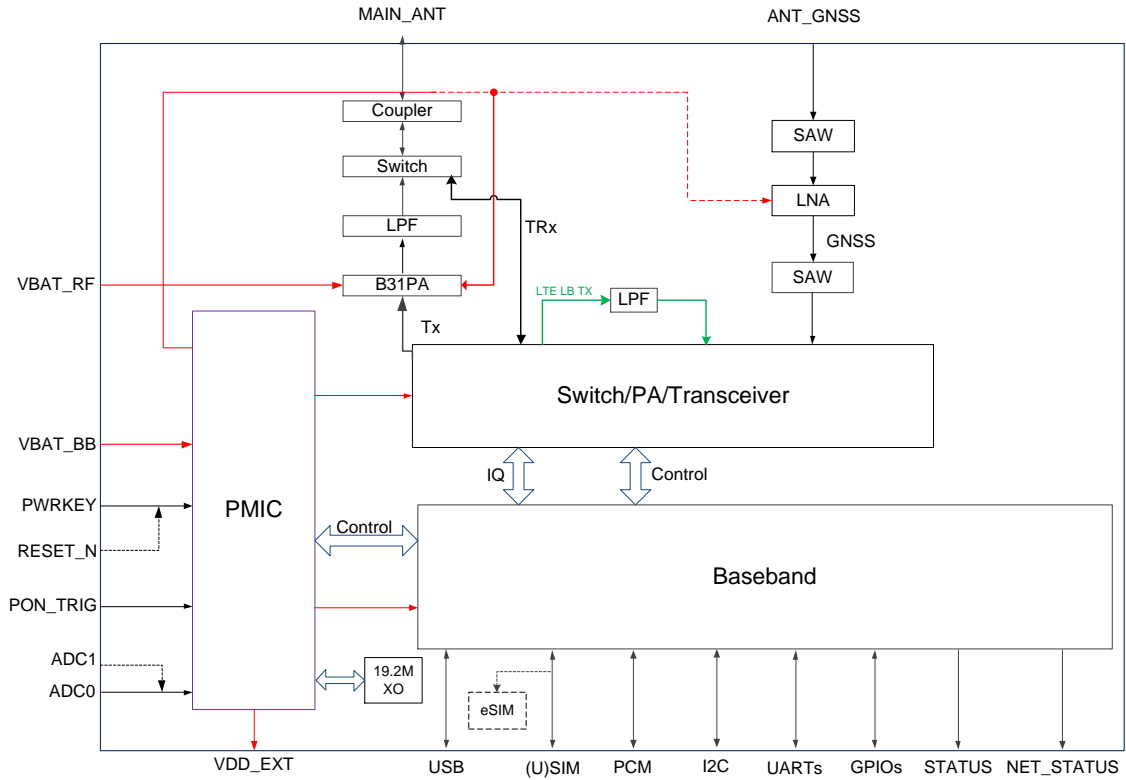 MAIN_ANT
ANT_GNSS
Coupler
SAW
Switch
LNA
TRx
LPF
GNSS
VBAT_RF
B31PA
SAW
LTE LB TX
LPF
Tx
Switch/PA/Transceiver
VBAT_BB
IQ
Control
PWRKEY
PMIC
Control
RESET_N
Baseband
PON_TRIG
ADC1
19.2M
XO
ADC0
eSIM
VDD_EXT
USB
(U)SIM
PCM
I2C
UARTs
GPIOs
STATUS
NET_STATUS